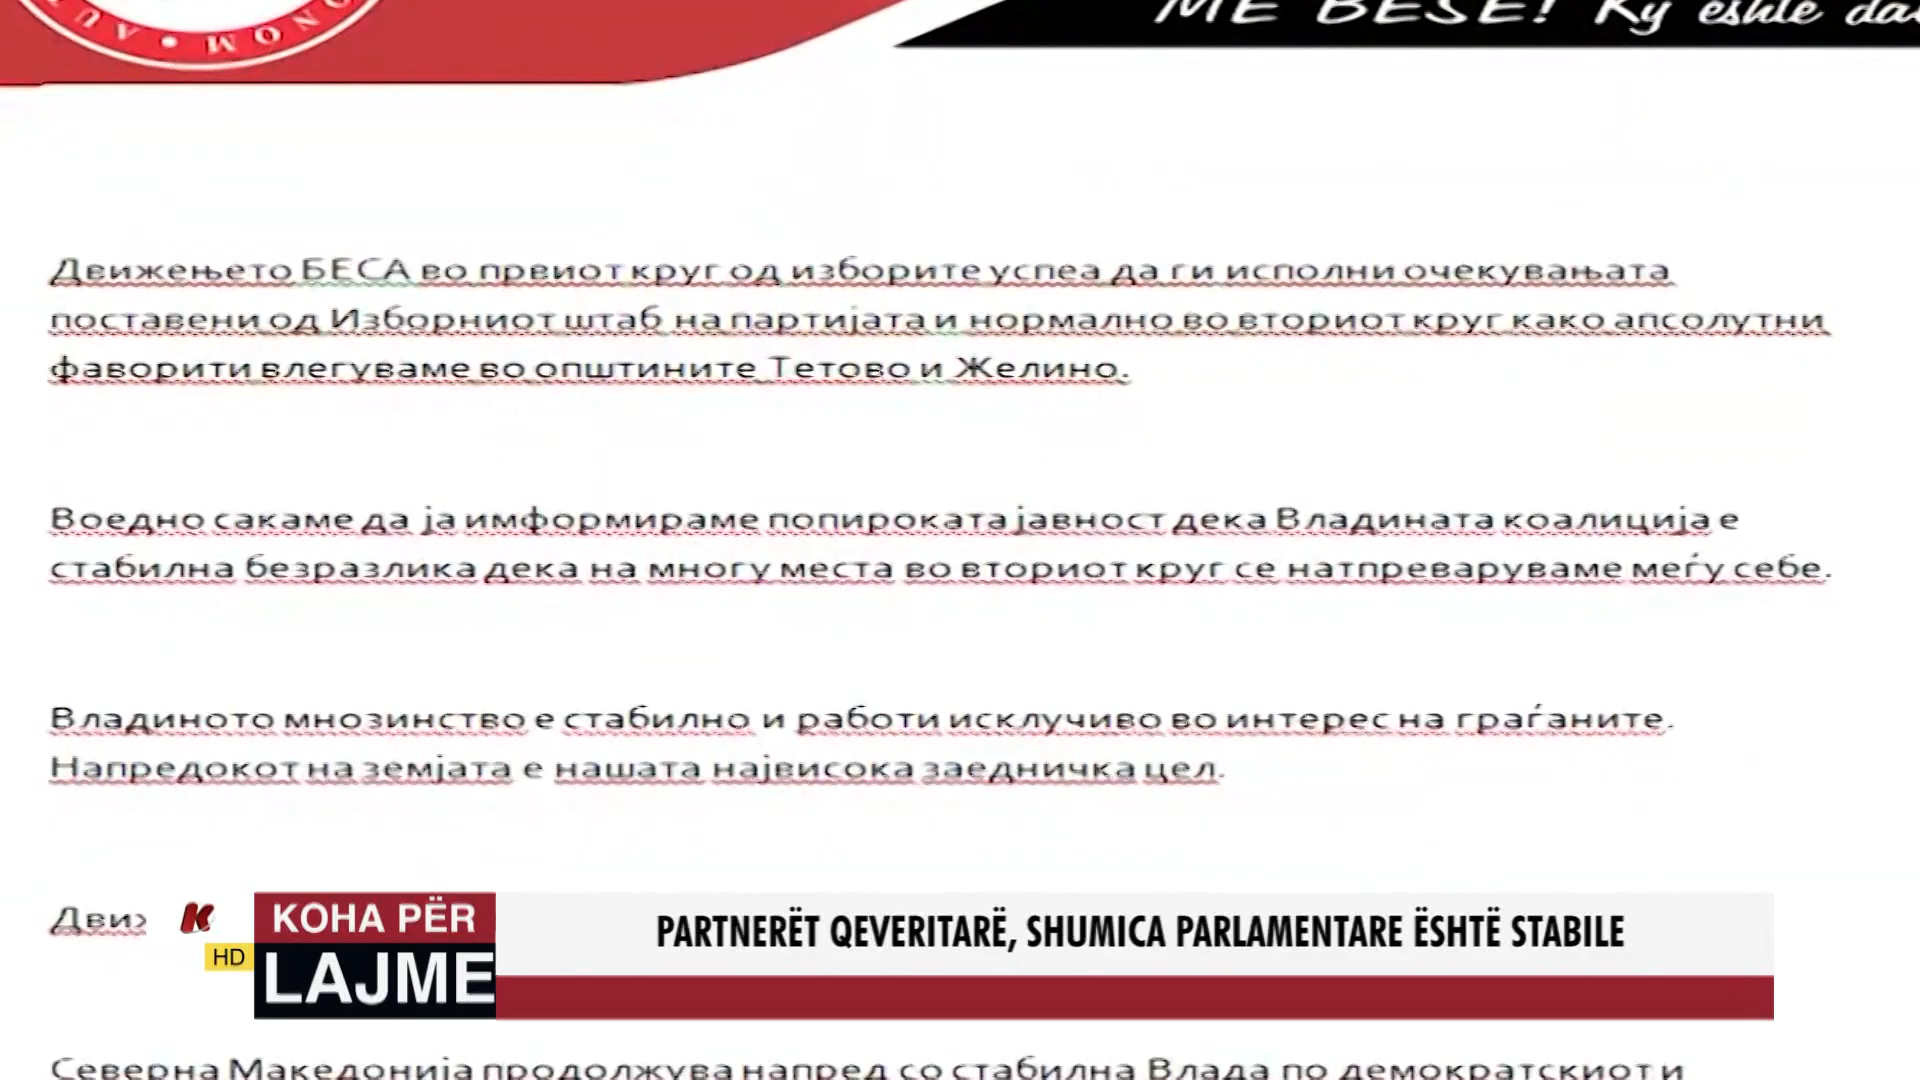 ME BESË! Ky është
Движењето БЕСА во првиот круг од изборите успеа да ги исполни очекувањата
поставени од Изборниот штаб на партијата и нормално во вториот круг како апсолутни
фаворити влегуваме во општините Тетово и Желино.
Воедно сакаме да ја имформираме попироката јавност дека Владината коалиција е
стабилна безразлика дека на многу места во вториот круг се натпреваруваме меѓу себе.
Владиното мнозинство е стабилно и работи исклучиво во интерес на граѓаните.
Напредокот на земјата е нашата највисока заедничка цел.
K
HD
KOHA PËR
LAJME
PARTNERËT QEVERITARË, SHUMICA PARLAMENTARE ËSHTË STABILE
Северна Македонија продолжува напред со стабилна Влада по демократскиот и